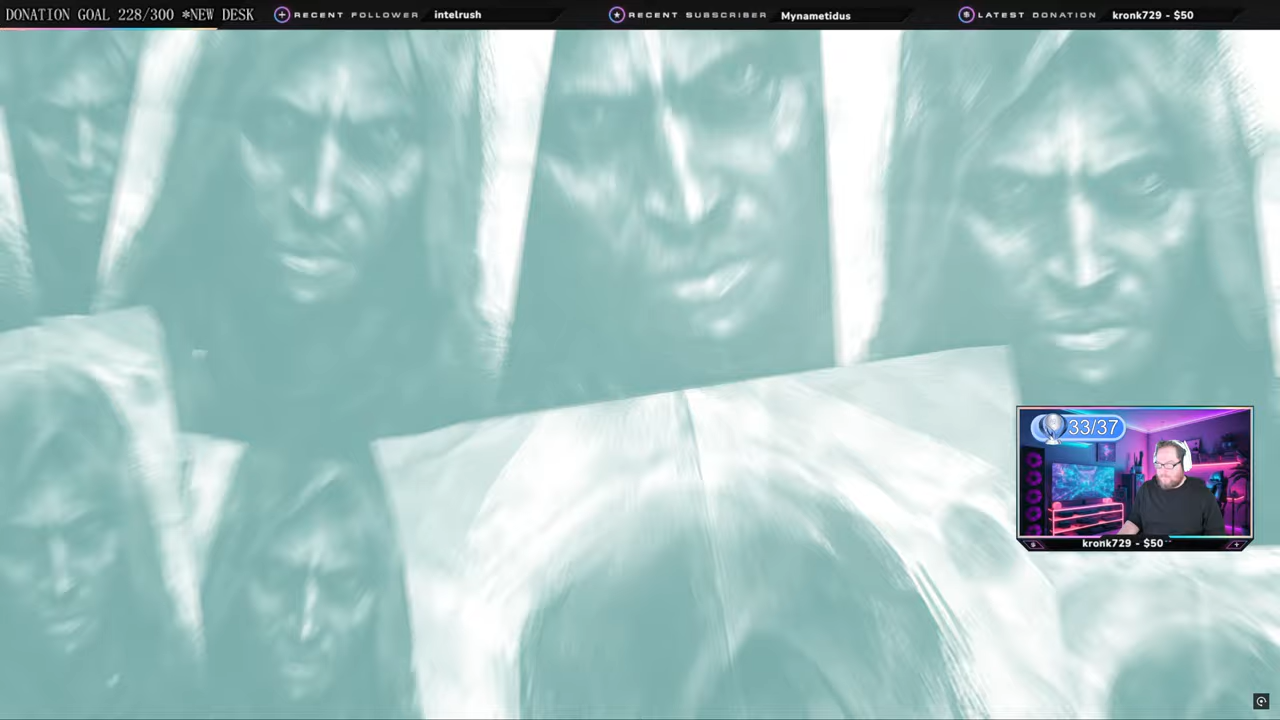 DONATION GOAL 228/300 *NEW DESK
RECENT FOLLOWER intelrush
RECENT SUBSCRIBER Mynametidus
LATEST DONATION kronk729 - $50
33/37
kronk729 - $50